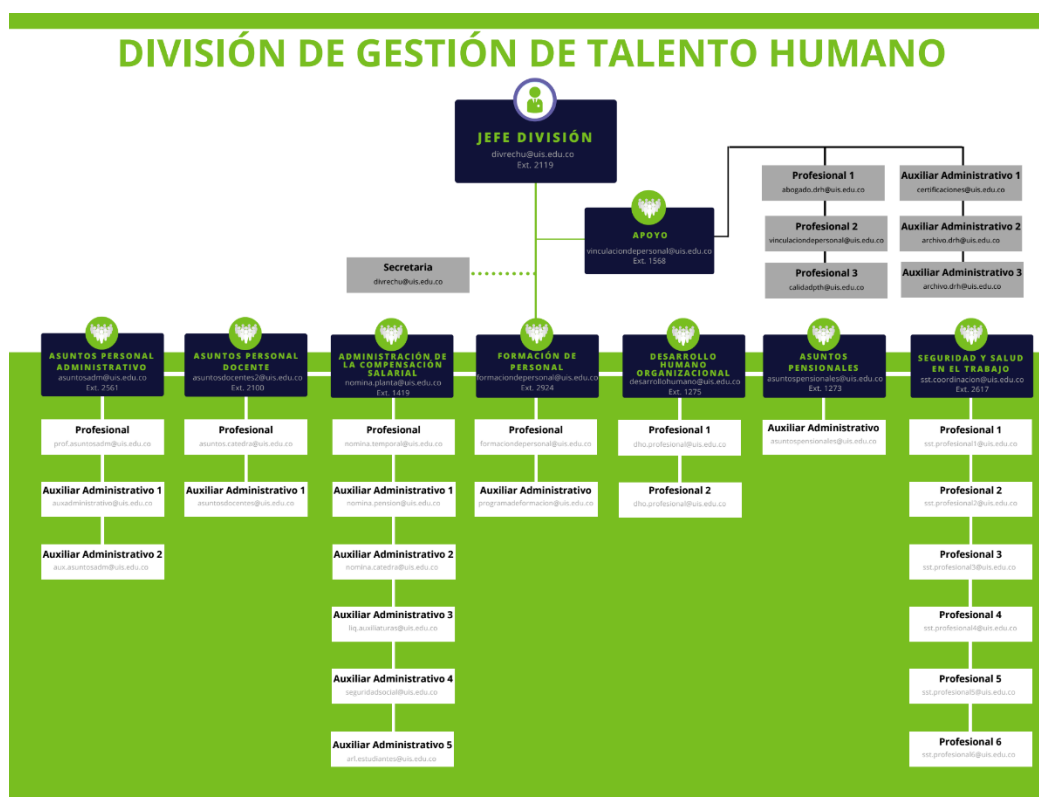 DIVISIÓN DE GESTIÓN DE TALENTO HUMANO
JEFE DIVISIÓN
divrechu@uis.edu.co
Ext. 2119
APOYO
vinculaciondepersonal@uis.edu.co
Ext. 1568
Profesional 1
abogado.drh@uis.edu.co
Profesional 2
vinculaciondepersonal@uis.edu.co
Profesional 3
calidadpth@uis.edu.co
Auxiliar Administrativo 1
certificaciones@uis.edu.co
Auxiliar Administrativo 2
archivo.drh@uis.edu.co
Auxiliar Administrativo 3
archivo.drh@uis.edu.co
Secretaria
divrechu@uis.edu.co
ASUNTOS PERSONAL
ADMINISTRATIVO
asuntosadm@uis.edu.co
Ext. 2561
Profesional
prof.asuntosadm@uis.edu.co
Auxiliar Administrativo 1
auxadministrativo@uis.edu.co
Auxiliar Administrativo 2
aux.asuntosadm@uis.edu.co
ASUNTOS PERSONAL
DOCENTE
asuntosdocentes2@uis.edu.co
Ext. 2100
Profesional
asuntos.catedra@uis.edu.co
Auxiliar Administrativo 1
asuntosdocentes@uis.edu.co
ADMINISTRACIÓN DE
LA COMPENSACIÓN
SALARIAL
nomina.planta@uis.edu.co
Ext. 1419
Profesional
nomina.temporal@uis.edu.co
Auxiliar Administrativo 1
nomina.pension@uis.edu.co
Auxiliar Administrativo 2
nomina.catedra@uis.edu.co
Auxiliar Administrativo 3
liq.auxiliaturas@uis.edu.co
Auxiliar Administrativo 4
seguridadsocial@uis.edu.co
Auxiliar Administrativo 5
arl.estudiantes@uis.edu.co
FORMACIÓN DE
PERSONAL
formaciondepersonal@uis.edu.co
Ext. 2924
Profesional
formaciondepersonal@uis.edu.co
Auxiliar Administrativo
programadeformacion@uis.edu.co
DESARROLLO
HUMANO
ORGANIZACIONAL
desarrollohumano@uis.edu.co
Ext. 1275
Profesional 1
dho.profesional@uis.edu.co
Profesional 2
dho.profesional@uis.edu.co
ASUNTOS
PENSIONALES
asuntospensionales@uis.edu.co
Ext. 1273
Auxiliar Administrativo
asuntospensionales@uis.edu.co
SEGURIDAD Y SALUD
EN EL TRABAJO
sst.coordinacion@uis.edu.co
Ext. 2617
Profesional 1
sst.profesional1@uis.edu.co
Profesional 2
sst.profesional2@uis.edu.co
Profesional 3
sst.profesional3@uis.edu.co
Profesional 4
sst.profesional4@uis.edu.co
Profesional 5
sst.profesional5@uis.edu.co
Profesional 6
sst.profesional6@uis.edu.co